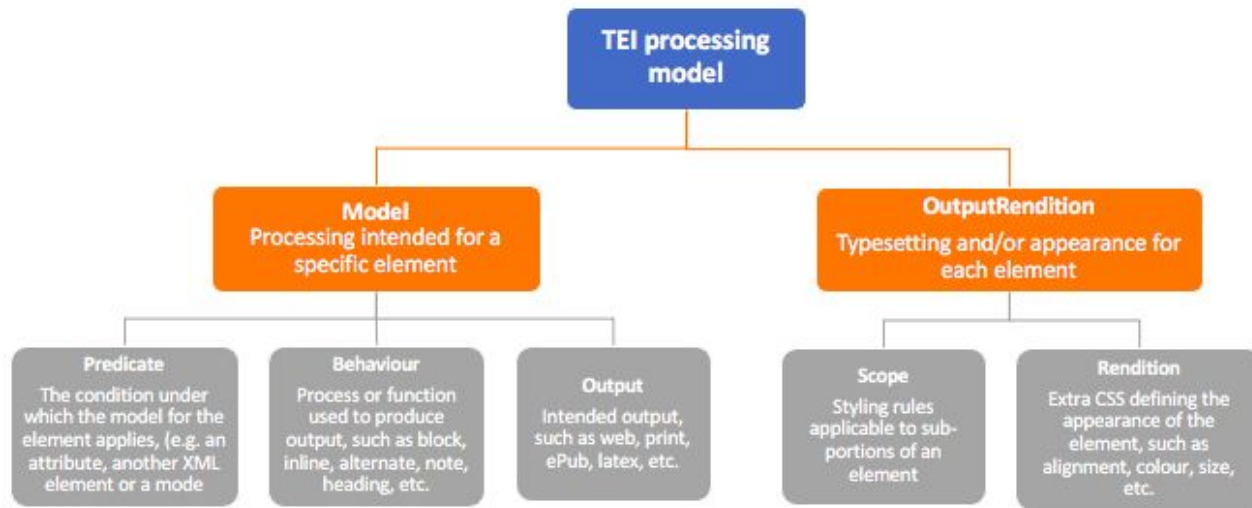 TEI processing
model
Model
Processing intended for a
specific element
OutputRendition
Typesetting and/or appearance for
each element
Predicate
The condition under
which the model for the
element applies, (e.g. an
attribute, another XML
element or a mode
Behaviour
Process or function
used to produce
output, such as block,
inline, alternate, note,
heading, etc.
Output
Intended output,
such as web, print,
ePub, latex, etc.
Scope
Styling rules
applicable to sub-
portions of an
element
Rendition
Extra CSS defining the
appearance of the
element, such as
alignment, colour, size,
etc.